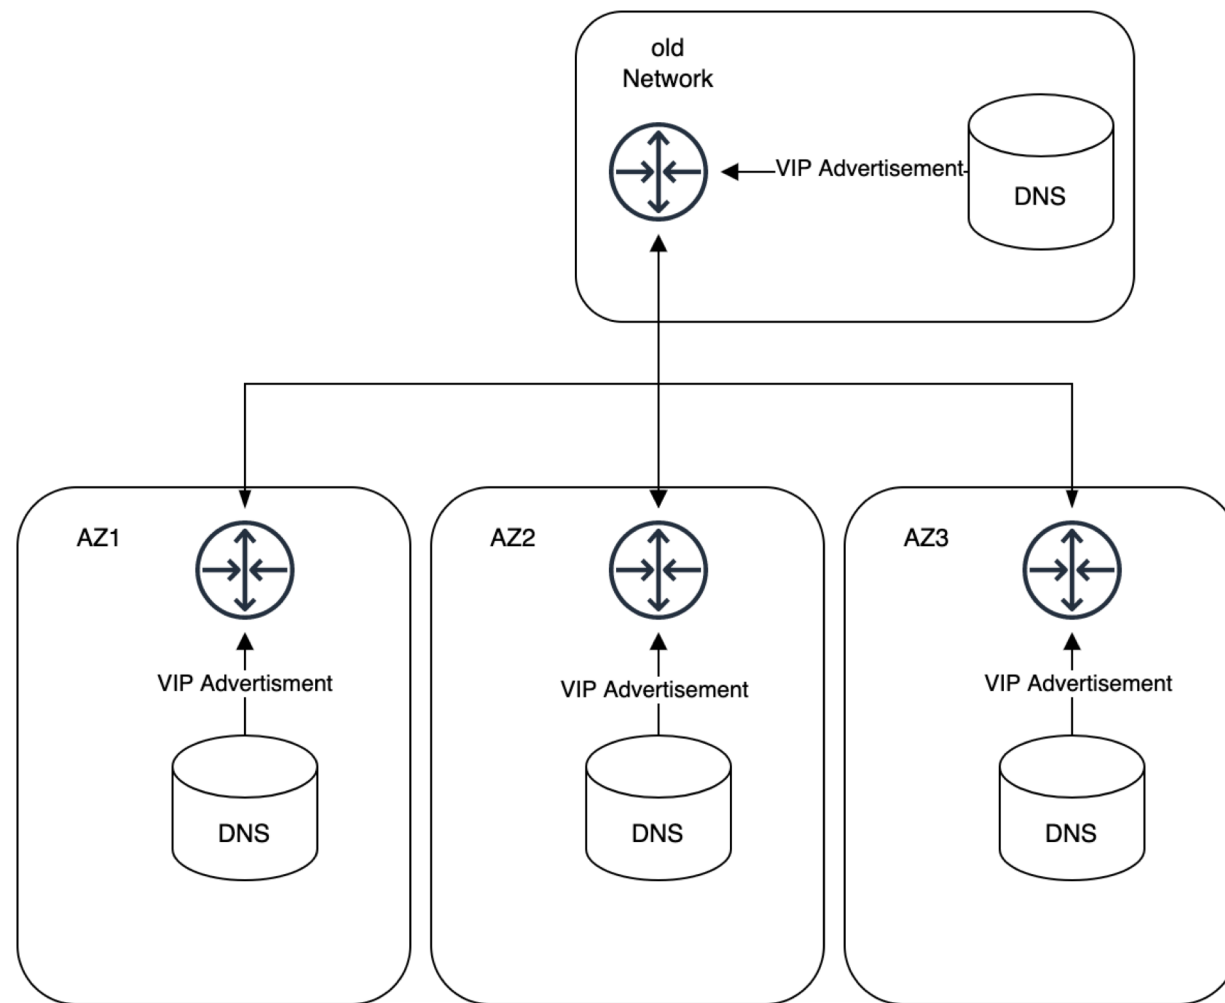 old
Network
VIP Advertisement
DNS
AZ1
AZ2
AZ3
VIP Advertisment
VIP Advertisement
VIP Advertisement
DNS
DNS
DNS